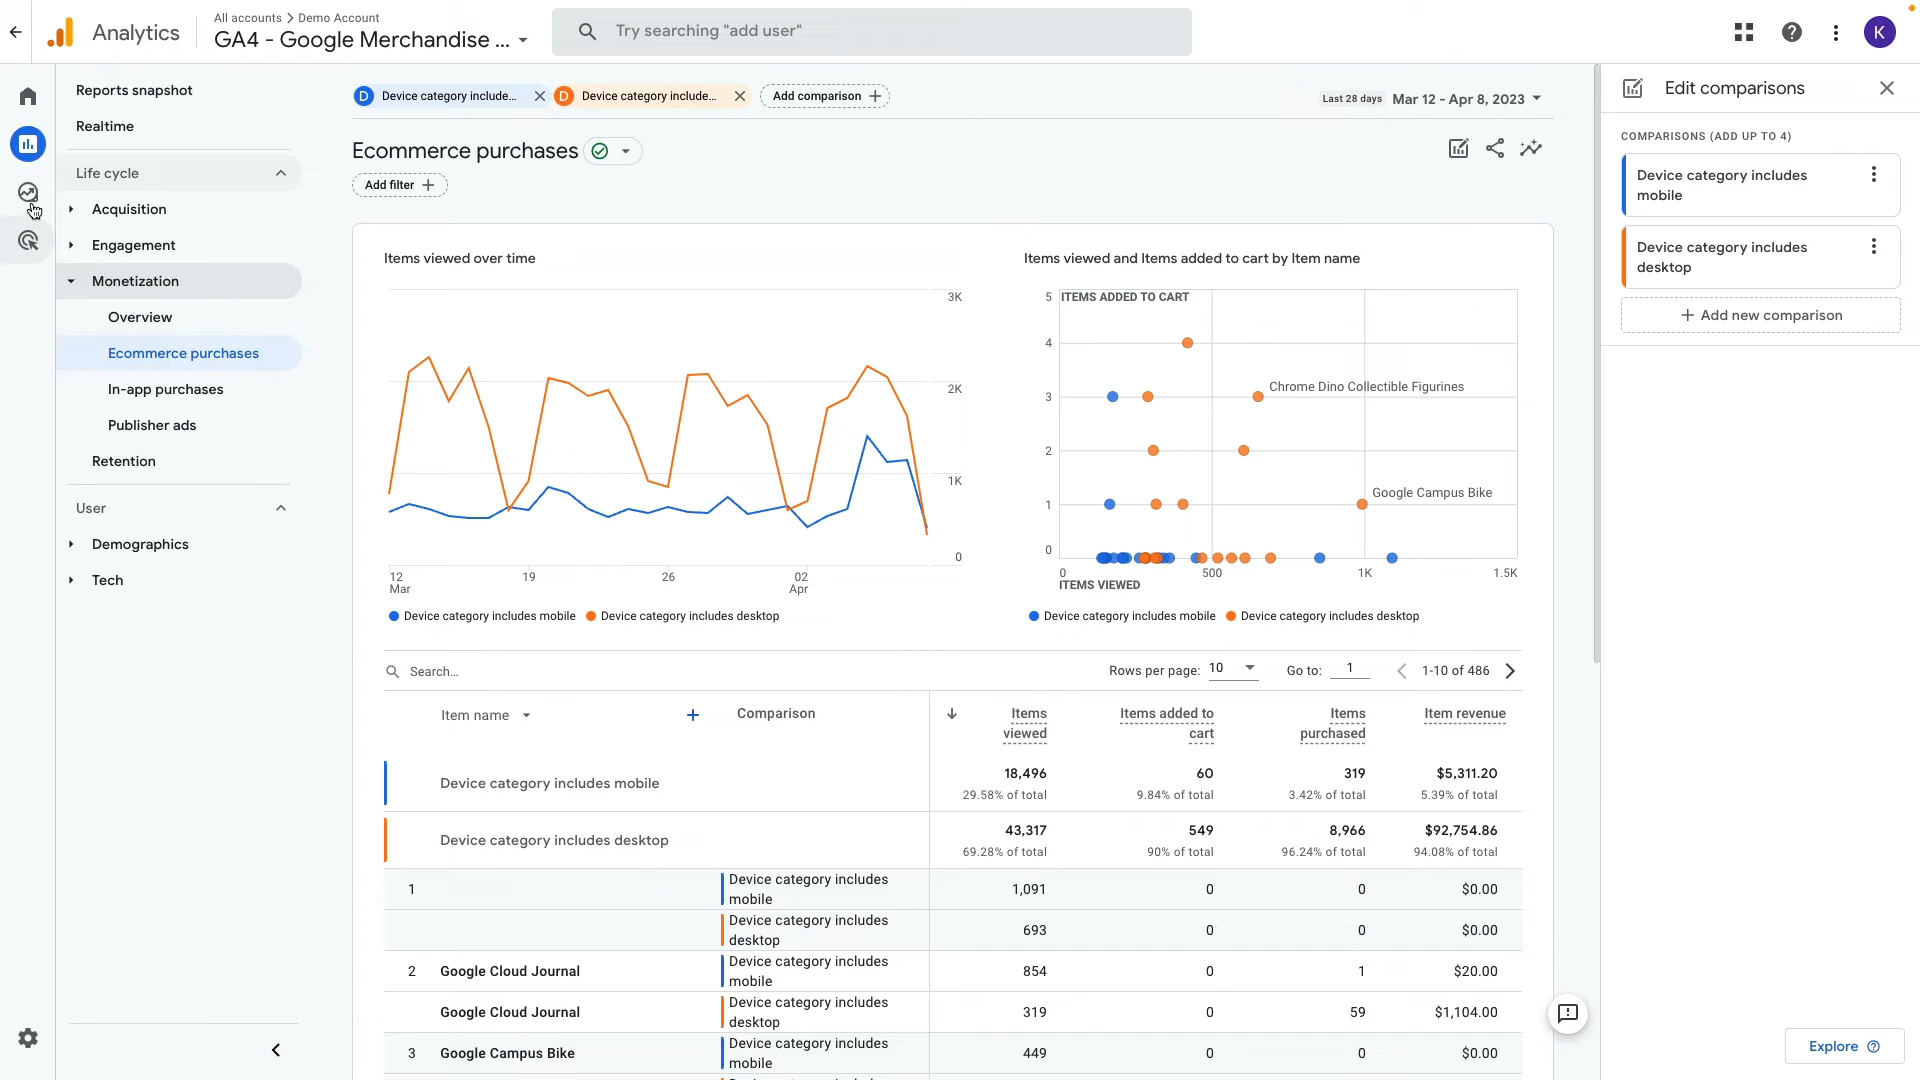 All accounts > Demo Account
Analytics
GA4 - Google Merchandise ...
Try searching "add user"
K
Reports snapshot
Realtime
Life cycle
Acquisition
Engagement
Monetization
Overview
Ecommerce purchases
In-app purchases
Publisher ads
Retention
User
Demographics
Tech
D Device category include...
D Device category include...
Add comparison +
Last 28 days Mar 12 - Apr 8, 2023
Ecommerce purchases
Add filter +
Items viewed over time
3K
2K
1K
0
12
Mar
19
26
02
Apr
Device category includes mobile
Device category includes desktop
Items viewed and Items added to cart by Item name
ITEMS ADDED TO CART
5
4
3
2
1
0
Chrome Dino Collectible Figurines
Google Campus Bike
0
500
1K
1.5K
ITEMS VIEWED
Device category includes mobile
Device category includes desktop
Search...
Rows per page: 10
Go to: 1
1-10 of 486
Item name
+
Comparison
Items
viewed
Items added to
cart
Items
purchased
Item revenue
Device category includes mobile
18,496
29.58% of total
60
9.84% of total
319
3.42% of total
$5,311.20
5.39% of total
Device category includes desktop
43,317
69.28% of total
549
90% of total
8,966
96.24% of total
$92,754.86
94.08% of total
1
Device category includes
mobile
1,091
0
0
$0.00
Device category includes
desktop
693
0
0
$0.00
2
Google Cloud Journal
Device category includes
mobile
854
0
1
$20.00
Google Cloud Journal
Device category includes
desktop
319
0
59
$1,104.00
3
Google Campus Bike
Device category includes
mobile
449
0
0
$0.00
Edit comparisons
COMPARISONS (ADD UP TO 4)
Device category includes
mobile
Device category includes
desktop
+ Add new comparison
Explore